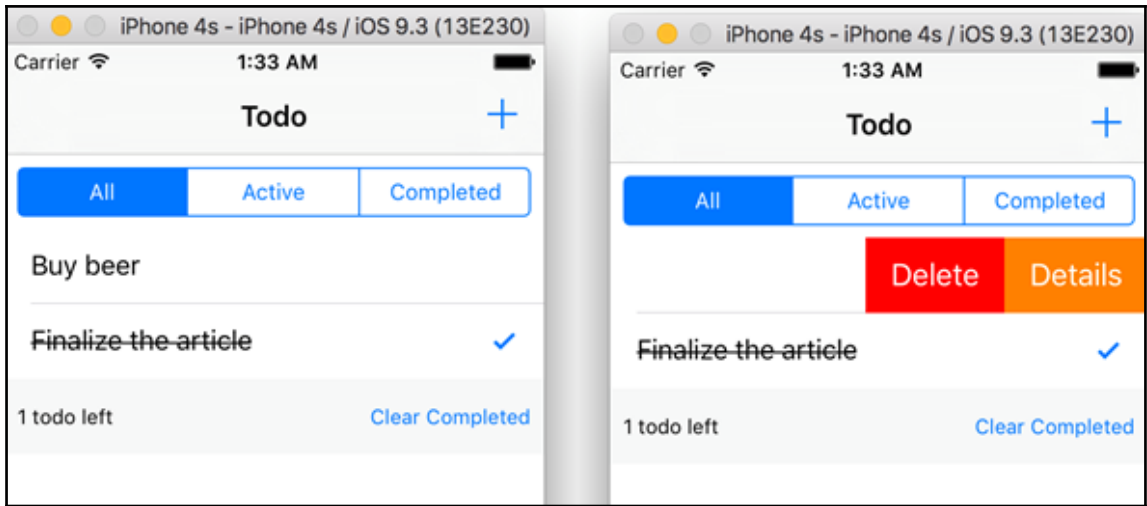 iPhone 4s - iPhone 4s / iOS 9.3 (13E230)
Carrier 1:33 AM
Todo +
All Active Completed
Buy beer
Finalize the article
1 todo left Clear Completed
iPhone 4s - iPhone 4s / iOS 9.3 (13E230)
Carrier 1:33 AM
Todo +
All Active Completed
Delete Details
Finalize the article
1 todo left Clear Completed